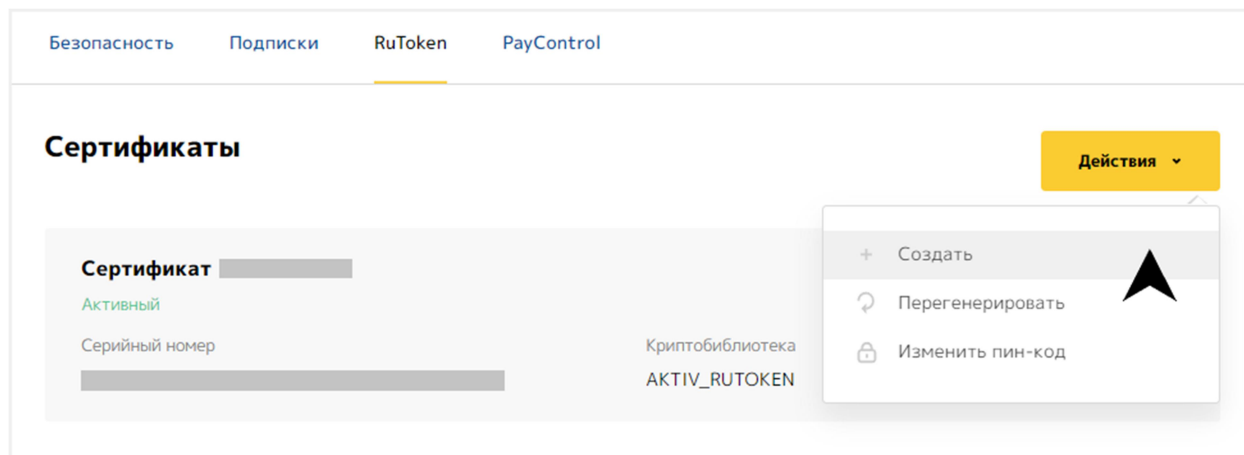 Безопасность Подписки RuToken PayControl
Сертификаты
Действия
Создать
Перегенерировать
Изменить пин-код
Сертификат
Активный
Серийный номер
Криптобиблиотека
AKTIV_RUTOKEN